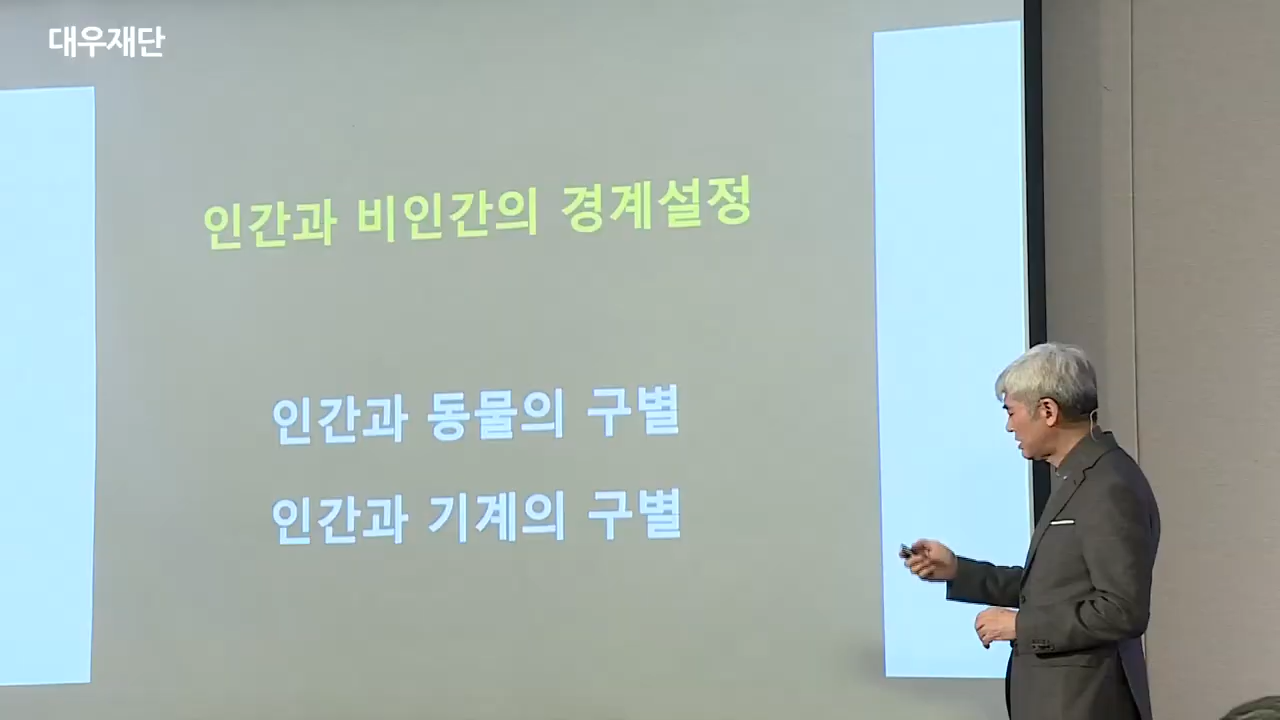 대우재단
인간과 비인간의 경계설정
인간과 동물의 구별
인간과 기계의 구별